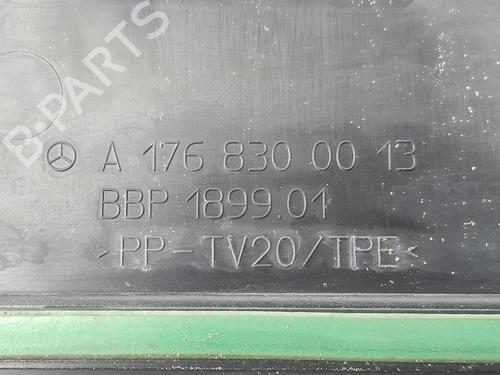 B-PARTS
A 176 830 00 13
BBP 1899.01
>PP-TV20/TPE<